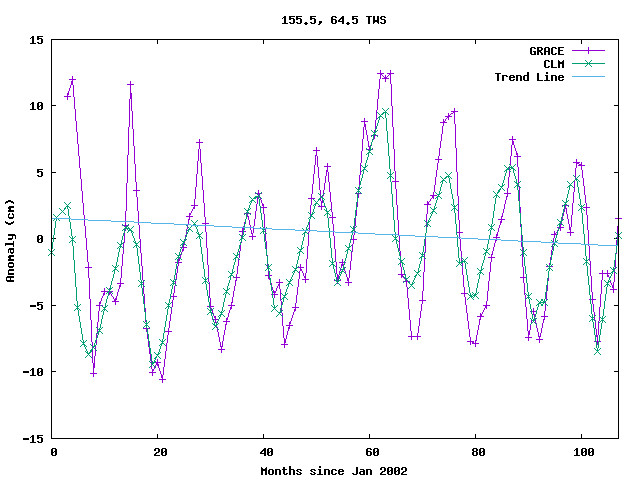 155.5, 64.5 TWS
GRACE
CLM
Trend Line
15
10
5
0
-5
-10
-15
Anomaly (cm)
0 20 40 60 80 100
Months since Jan 2002